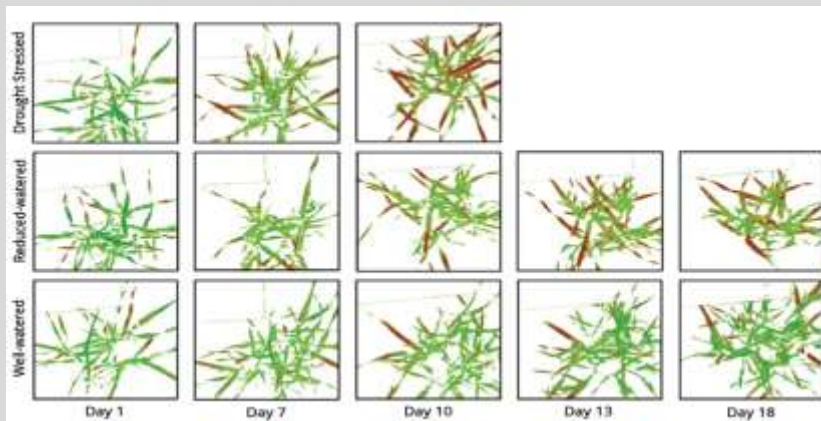 Drought Stressed
Reduced-watered
Well-watered
Day 1
Day 7
Day 10
Day 13
Day 18